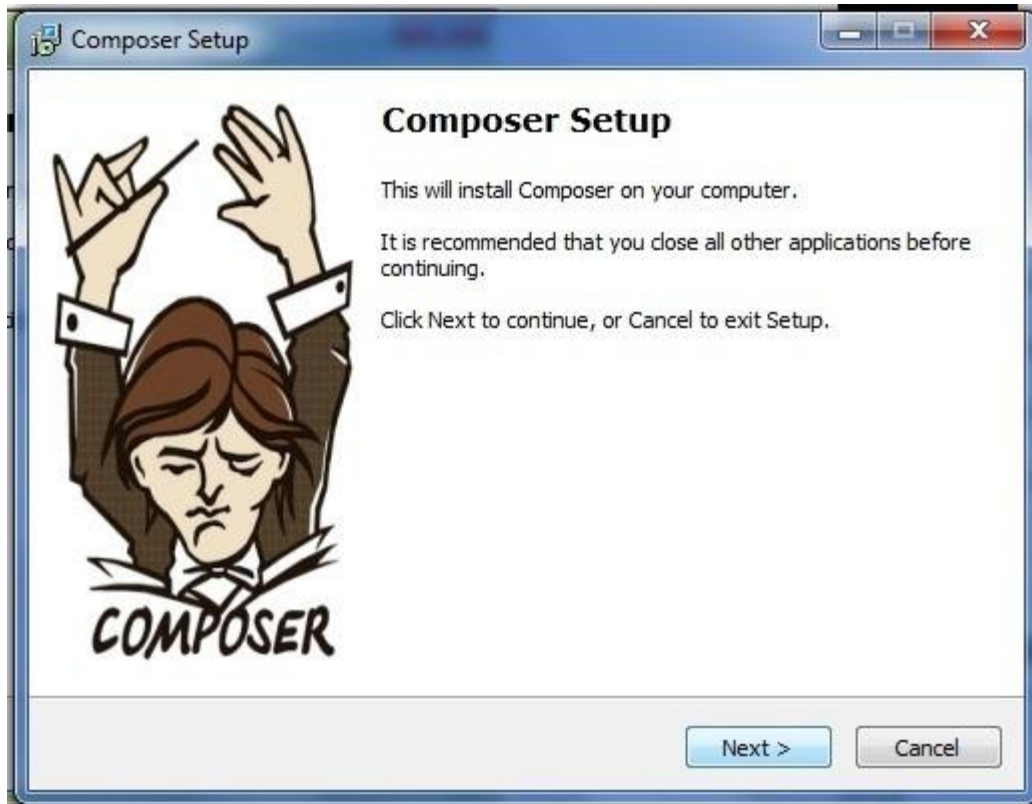 Composer Setup
Composer Setup
This will install Composer on your computer.
It is recommended that you close all other applications before
continuing.
Click Next to continue, or Cancel to exit Setup.
COMPOSER
Next >
Cancel